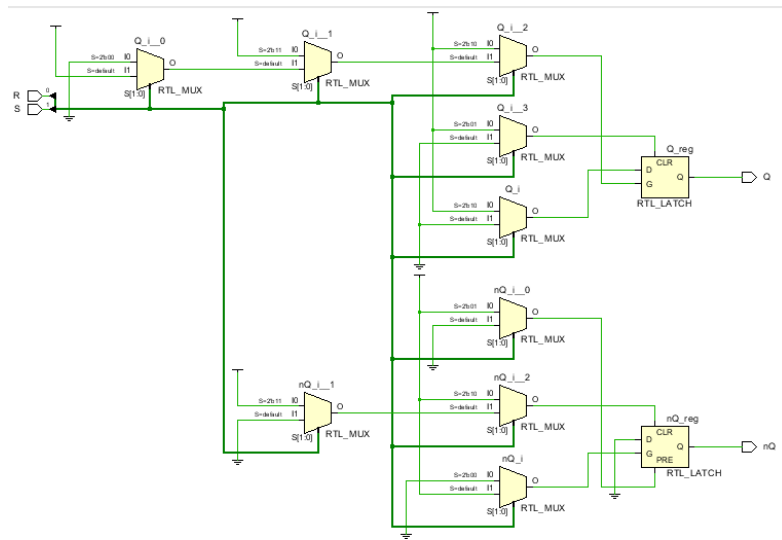 Q_i__0
S=2'b00 I0
S=default I1
O
S[1:0]
RTL_MUX
Q_i__1
S=2'b11 I0
S=default I1
O
S[1:0]
RTL_MUX
Q_i__2
S=2'b10 I0
S=default I1
O
S[1:0]
RTL_MUX
R 0
S 1
Q_i__3
S=2'b01 I0
S=default I1
O
S[1:0]
RTL_MUX
Q_reg
CLR
D
G
Q
RTL_LATCH
Q
Q_i
S=2'b10 I0
S=default I1
O
S[1:0]
RTL_MUX
nQ_i__0
S=2'b01 I0
S=default I1
O
S[1:0]
RTL_MUX
nQ_i__1
S=2'b11 I0
S=default I1
O
S[1:0]
RTL_MUX
nQ_i__2
S=2'b10 I0
S=default I1
O
S[1:0]
RTL_MUX
nQ_reg
CLR
D
G
PRE
Q
RTL_LATCH
nQ
nQ_i
S=2'b00 I0
S=default I1
O
S[1:0]
RTL_MUX